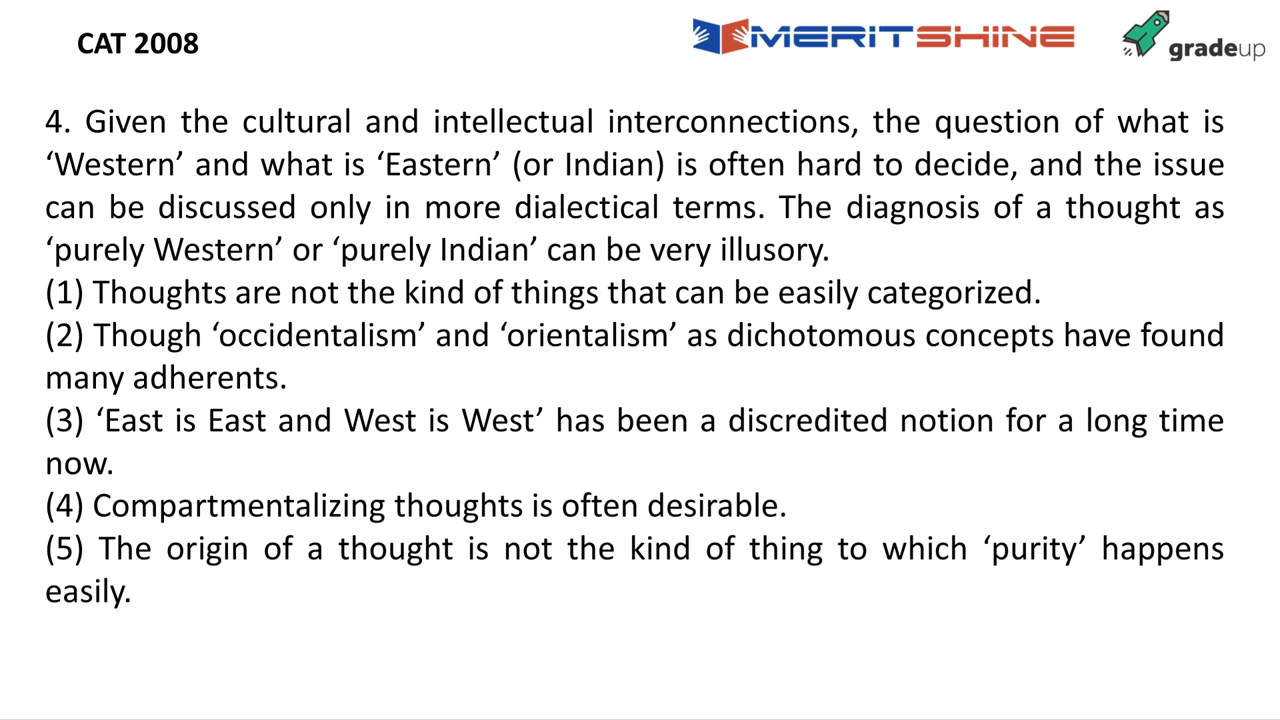 CAT 2008
MERITSHINE
gradeup
4. Given the cultural and intellectual interconnections, the question of what is
‘Western’ and what is ‘Eastern’ (or Indian) is often hard to decide, and the issue
can be discussed only in more dialectical terms. The diagnosis of a thought as
‘purely Western’ or ‘purely Indian’ can be very illusory.
(1) Thoughts are not the kind of things that can be easily categorized.
(2) Though ‘occidentalism’ and ‘orientalism’ as dichotomous concepts have found
many adherents.
(3) ‘East is East and West is West’ has been a discredited notion for a long time
now.
(4) Compartmentalizing thoughts is often desirable.
(5) The origin of a thought is not the kind of thing to which ‘purity’ happens
easily.